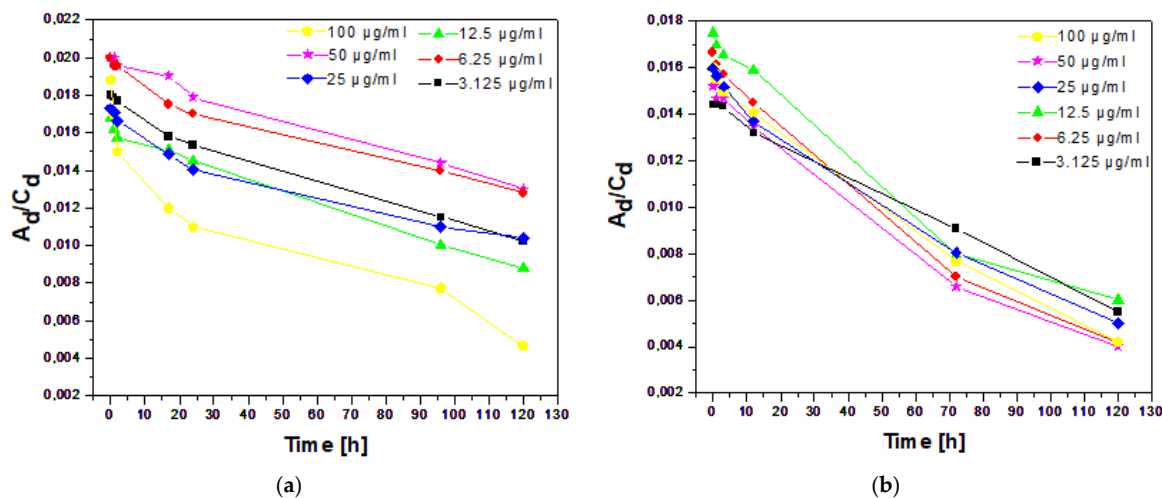 0,022
0,020
0,018
0,016
0,014
0,012
0,010
0,008
0,006
0,004
0,002
A_d/C_d
100 µg/ml
50 µg/ml
25 µg/ml
12.5 µg/ml
6.25 µg/ml
3.125 µg/ml
0 10 20 30 40 50 60 70 80 90 100 110 120 130
Time [h]
(a)
0,018
0,016
0,014
0,012
0,010
0,008
0,006
0,004
0,002
A_d/C_d
100 µg/ml
50 µg/ml
25 µg/ml
12.5 µg/ml
6.25 µg/ml
3.125 µg/ml
0 10 20 30 40 50 60 70 80 90 100 110 120 130
Time [h]
(b)